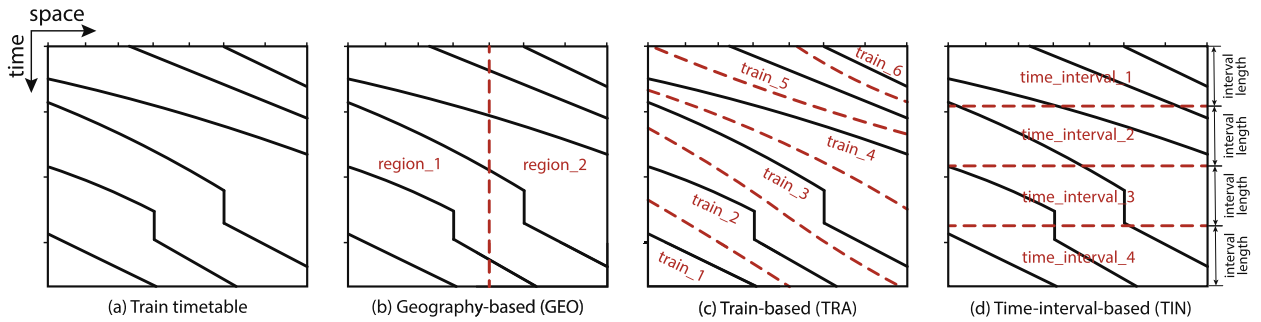 space
time
region_1
region_2
train_1
train_2
train_3
train_4
train_5
train_6
time_interval_1
time_interval_2
time_interval_3
time_interval_4
interval
length
interval
length
interval
length
interval
length
(a) Train timetable
(b) Geography-based (GEO)
(c) Train-based (TRA)
(d) Time-interval-based (TIN)